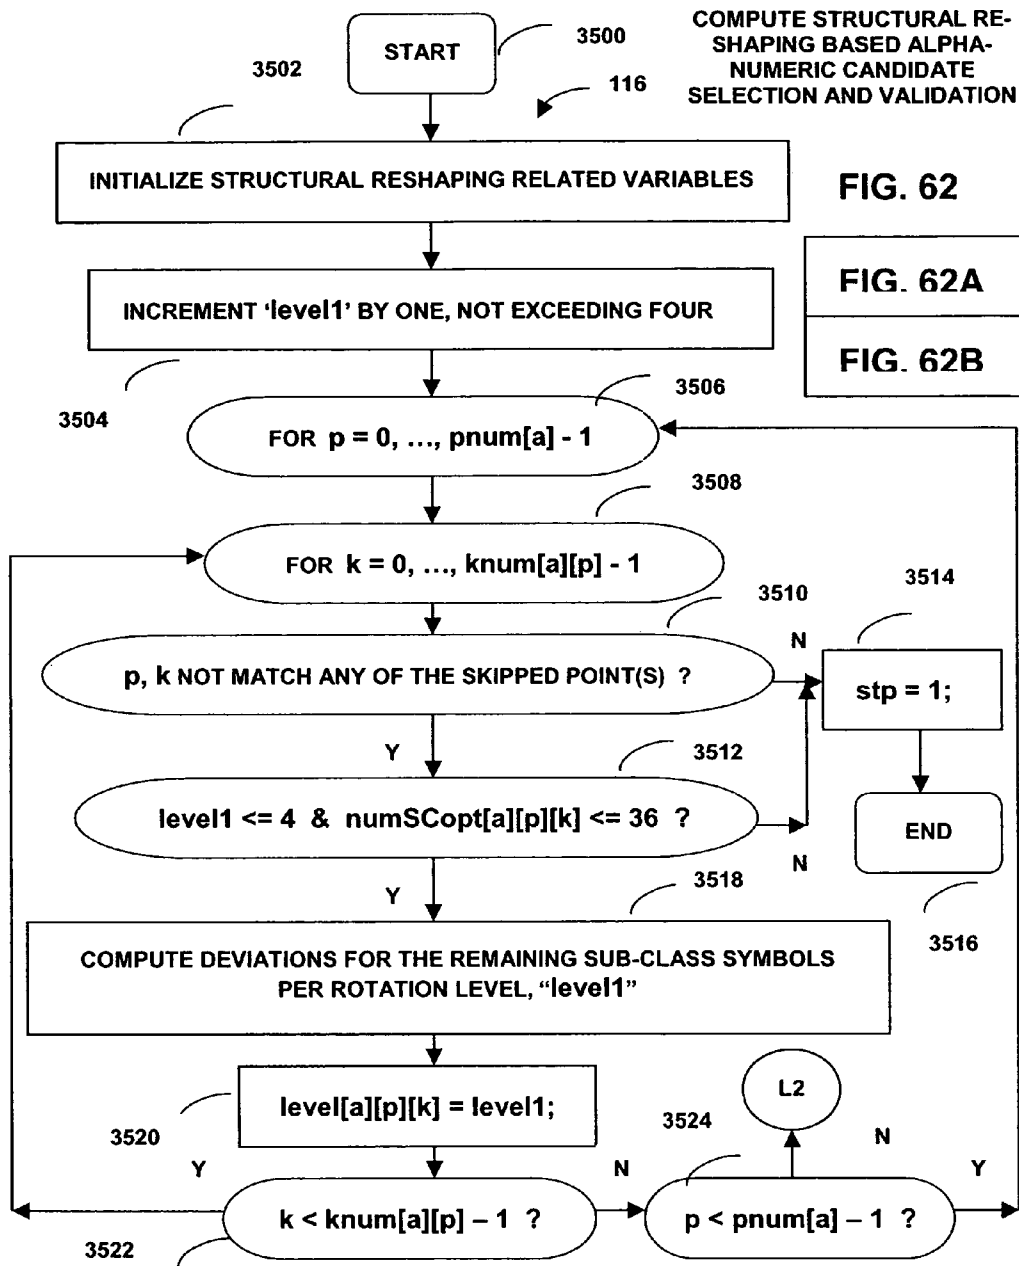 COMPUTE STRUCTURAL RE-
SHAPING BASED ALPHA-
NUMERIC CANDIDATE
SELECTION AND VALIDATION
START
3500
3502
116
INITIALIZE STRUCTURAL RESHAPING RELATED VARIABLES
FIG. 62
FIG. 62A
FIG. 62B
INCREMENT 'level1' BY ONE, NOT EXCEEDING FOUR
3504
3506
FOR p = 0, …, pnum[a] - 1
3508
FOR k = 0, …, knum[a][p] - 1
3510
3514
p, k NOT MATCH ANY OF THE SKIPPED POINT(S) ?
N
stp = 1;
Y
3512
level1 <= 4 & numSCopt[a][p][k] <= 36 ?
N
END
3516
Y
3518
COMPUTE DEVIATIONS FOR THE REMAINING SUB-CLASS SYMBOLS
PER ROTATION LEVEL, “level1”
level[a][p][k] = level1;
3520
L2
3524
Y
N
N
Y
k < knum[a][p] – 1 ?
p < pnum[a] – 1 ?
3522